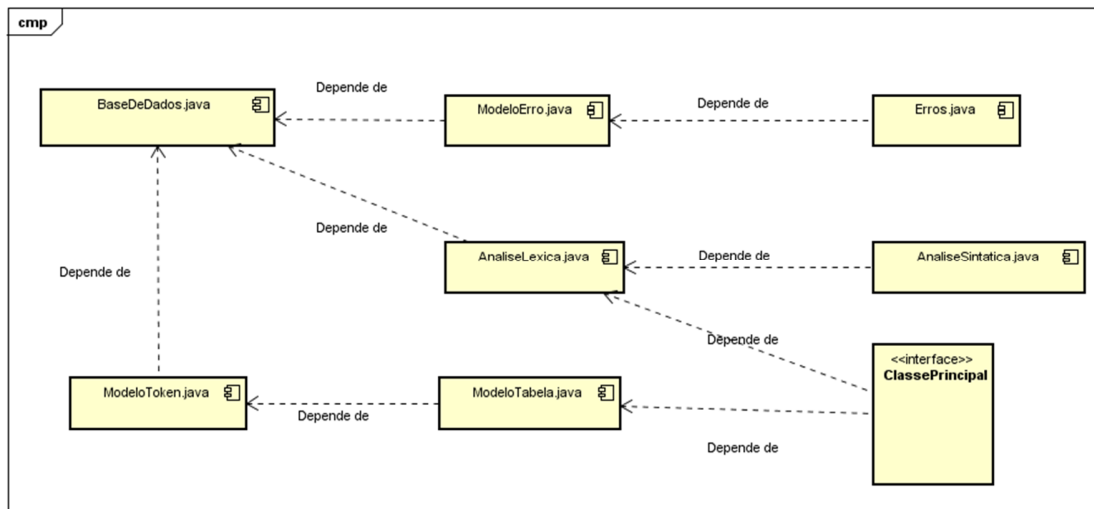 cmp
BaseDeDados.java
Depende de
ModeloErro.java
Depende de
Erros.java
Depende de
Depende de
AnaliseLexica.java
Depende de
AnaliseSintatica.java
Depende de
<<interface>>
ClassePrincipal
ModeloToken.java
Depende de
ModeloTabela.java
Depende de